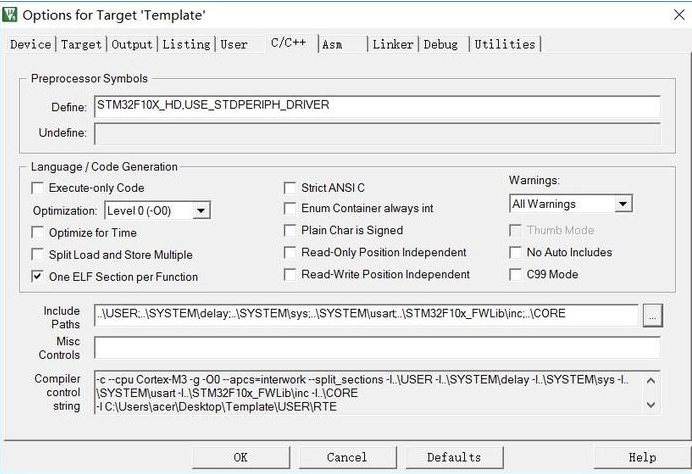 Options for Target 'Template'
Device Target Output Listing User C/C++ Asm Linker Debug Utilities
Preprocessor Symbols
Define: STM32F10X_HD,USE_STDPERIPH_DRIVER
Undefine:
Language / Code Generation
Execute-only Code
Optimization: Level 0 (-O0)
Optimize for Time
Split Load and Store Multiple
One ELF Section per Function
Strict ANSI C
Enum Container always int
Plain Char is Signed
Read-Only Position Independent
Read-Write Position Independent
Warnings:
All Warnings
Thumb Mode
No Auto Includes
C99 Mode
Include Paths
..\USER;..\SYSTEM\delay;..\SYSTEM\sys;..\SYSTEM\usart;..\STM32F10x_FWLib\inc;..\CORE
...
Misc Controls
Compiler control string
-c --cpu Cortex-M3 -g -O0 --apcs=interwork --split_sections -I..\USER -I..\SYSTEM\delay -I..\SYSTEM\sys -I..
\SYSTEM\usart -I..\STM32F10x_FWLib\inc -I..\CORE
-I C:\Users\acer\Desktop\Template\USER\RTE
OK Cancel Defaults Help